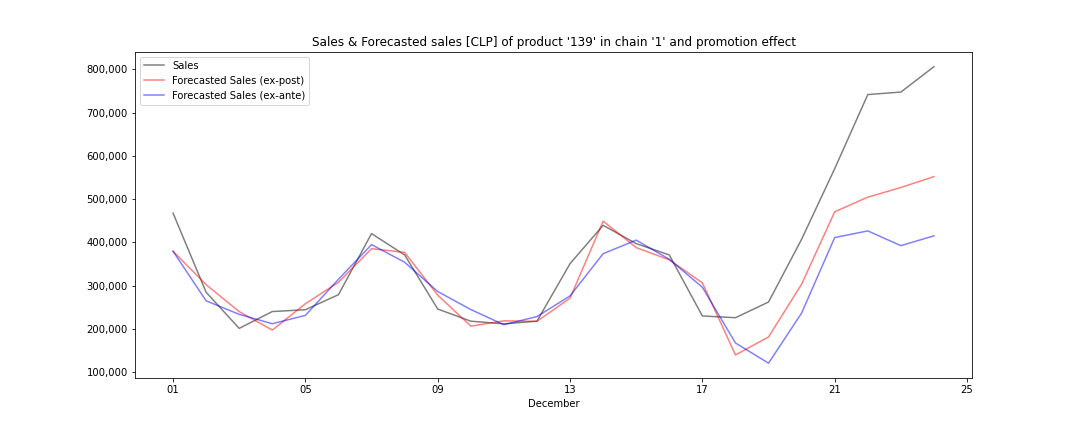 Sales & Forecasted sales [CLP] of product '139' in chain '1' and promotion effect
Sales
Forecasted Sales (ex-post)
Forecasted Sales (ex-ante)
800,000
700,000
600,000
500,000
400,000
300,000
200,000
100,000
01 05 09 13 17 21 25
December